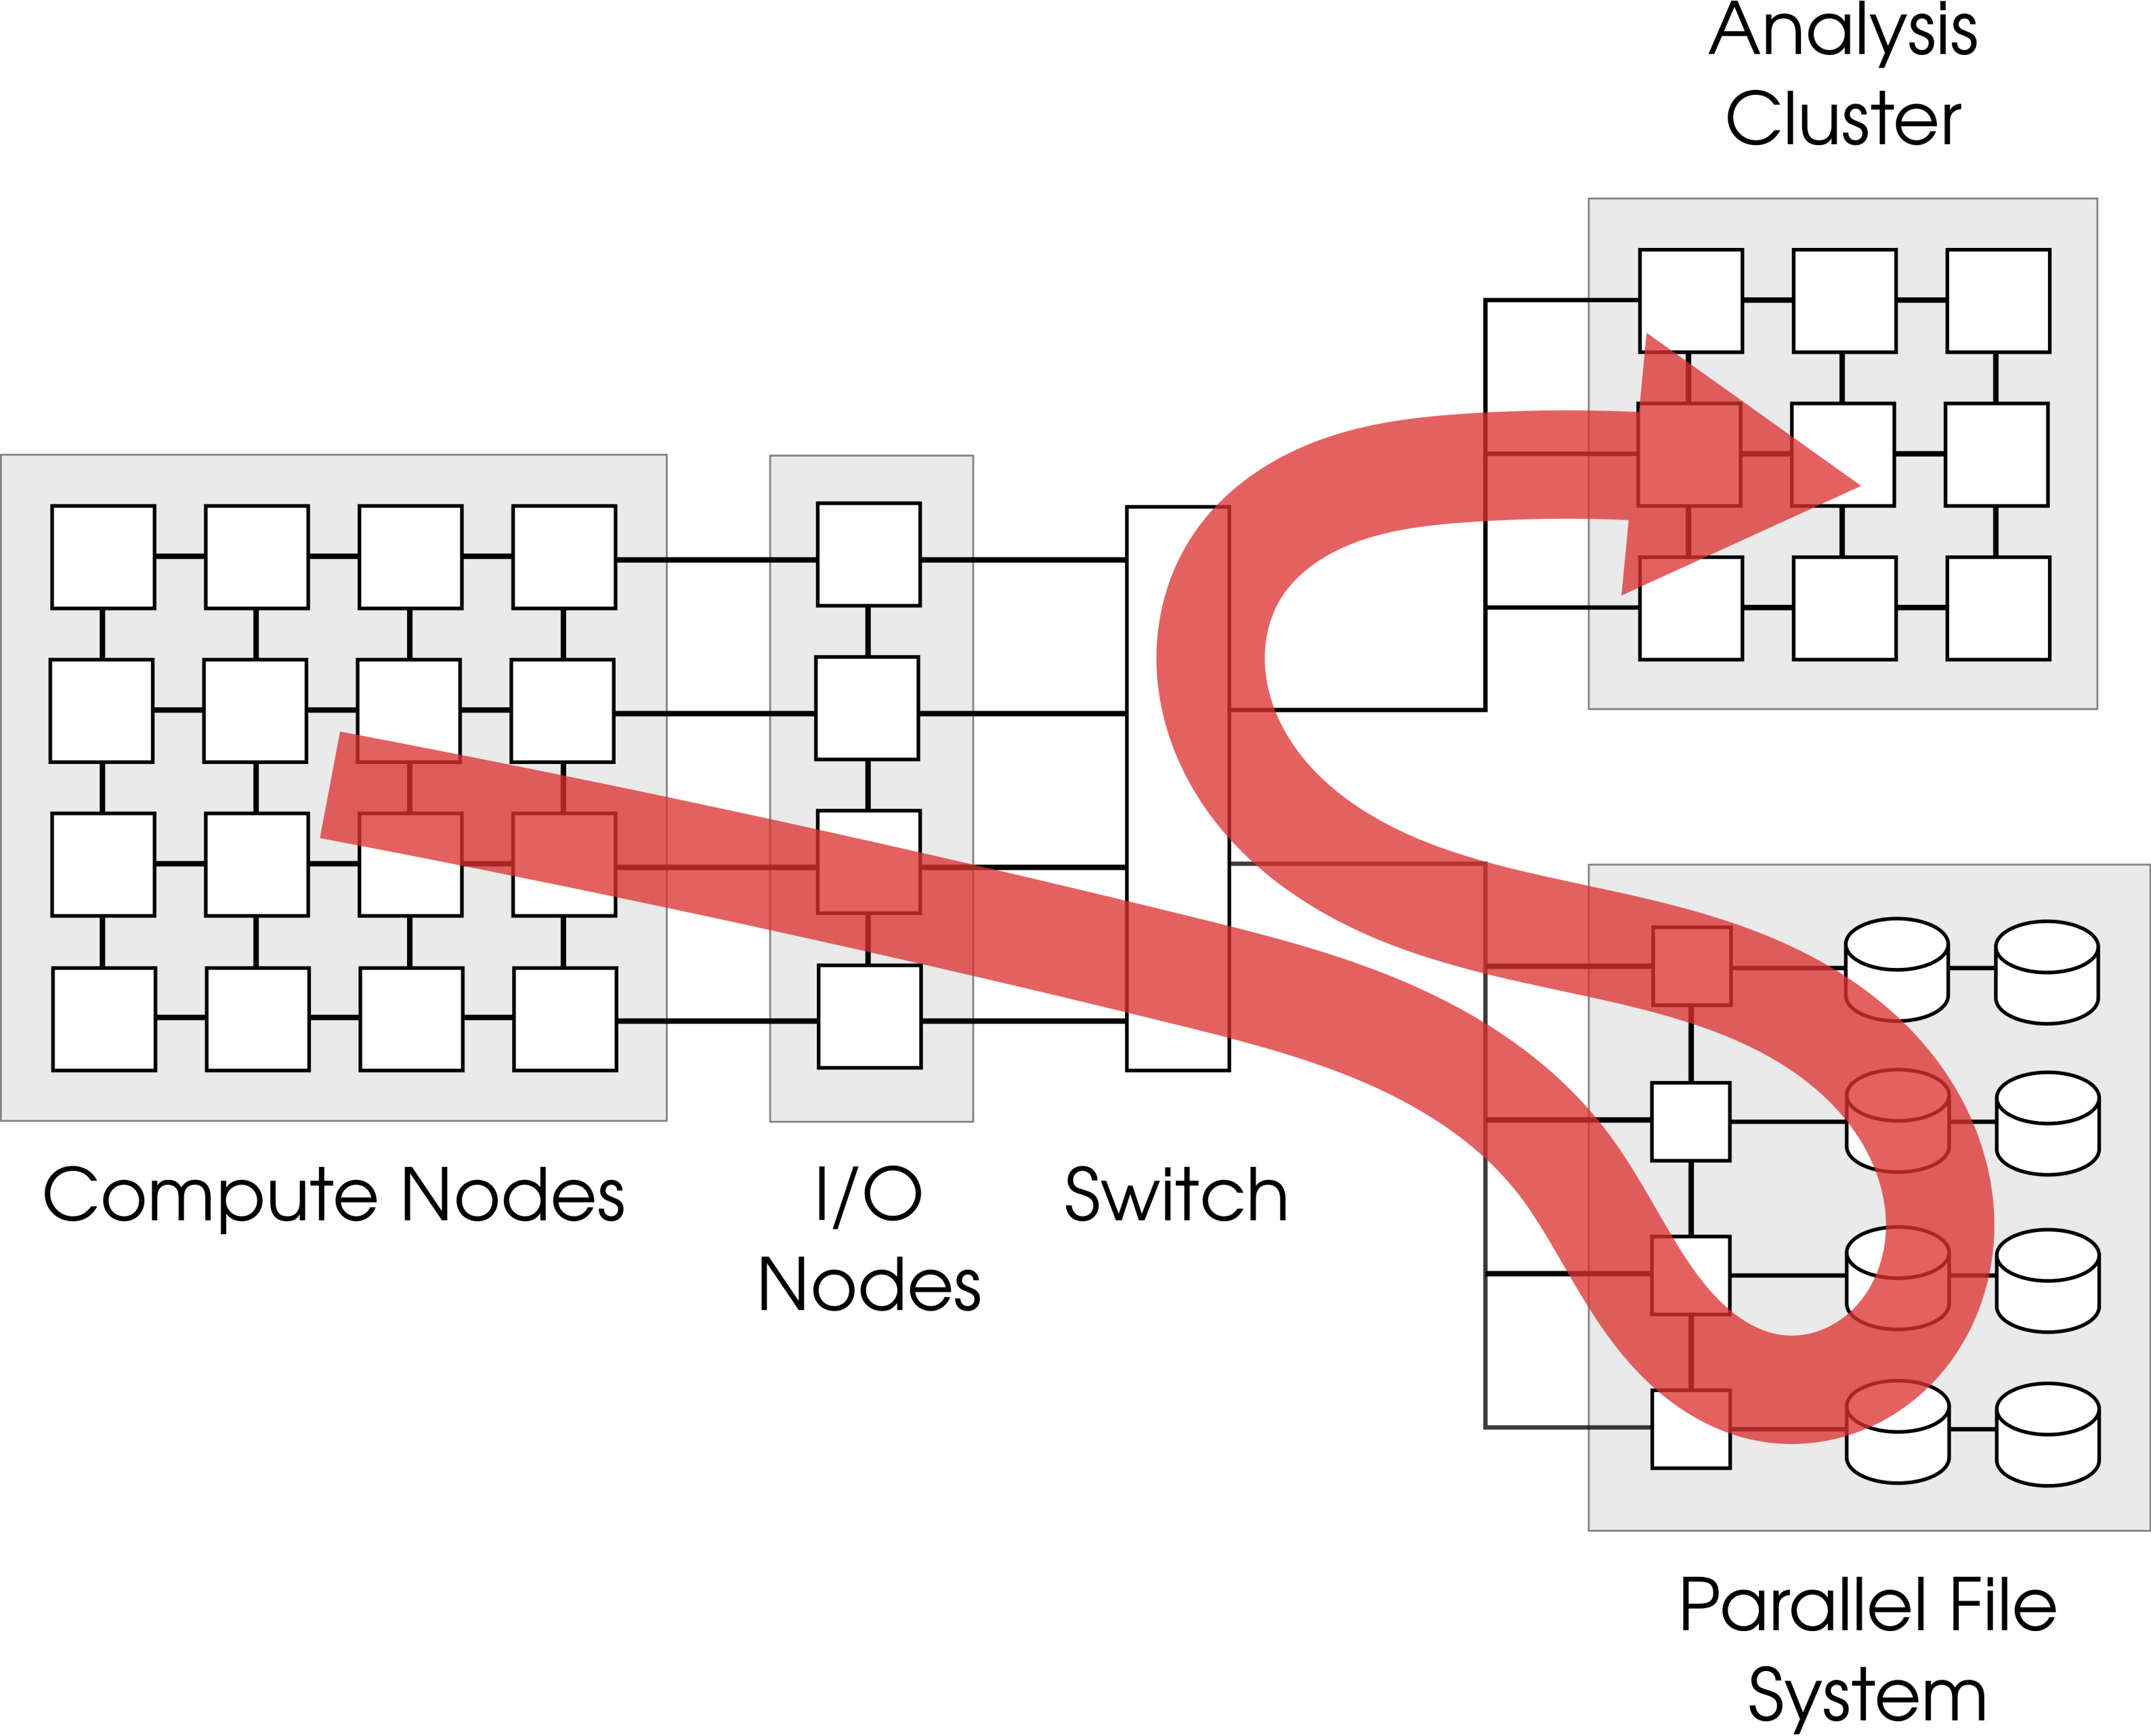 Analysis
Cluster
Compute Nodes
I/O
Nodes
Switch
Parallel File
System